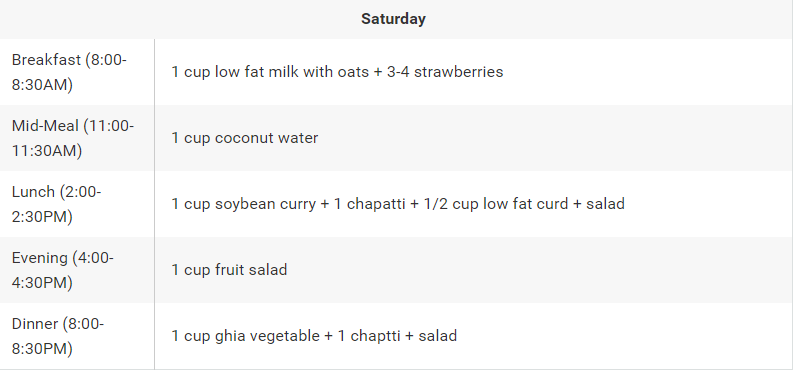 Saturday
Breakfast (8:00-
8:30AM)
1 cup low fat milk with oats + 3-4 strawberries
Mid-Meal (11:00-
11:30AM)
1 cup coconut water
Lunch (2:00-
2:30PM)
1 cup soybean curry + 1 chapatti + 1/2 cup low fat curd + salad
Evening (4:00-
4:30PM)
1 cup fruit salad
Dinner (8:00-
8:30PM)
1 cup ghia vegetable + 1 chaptti + salad